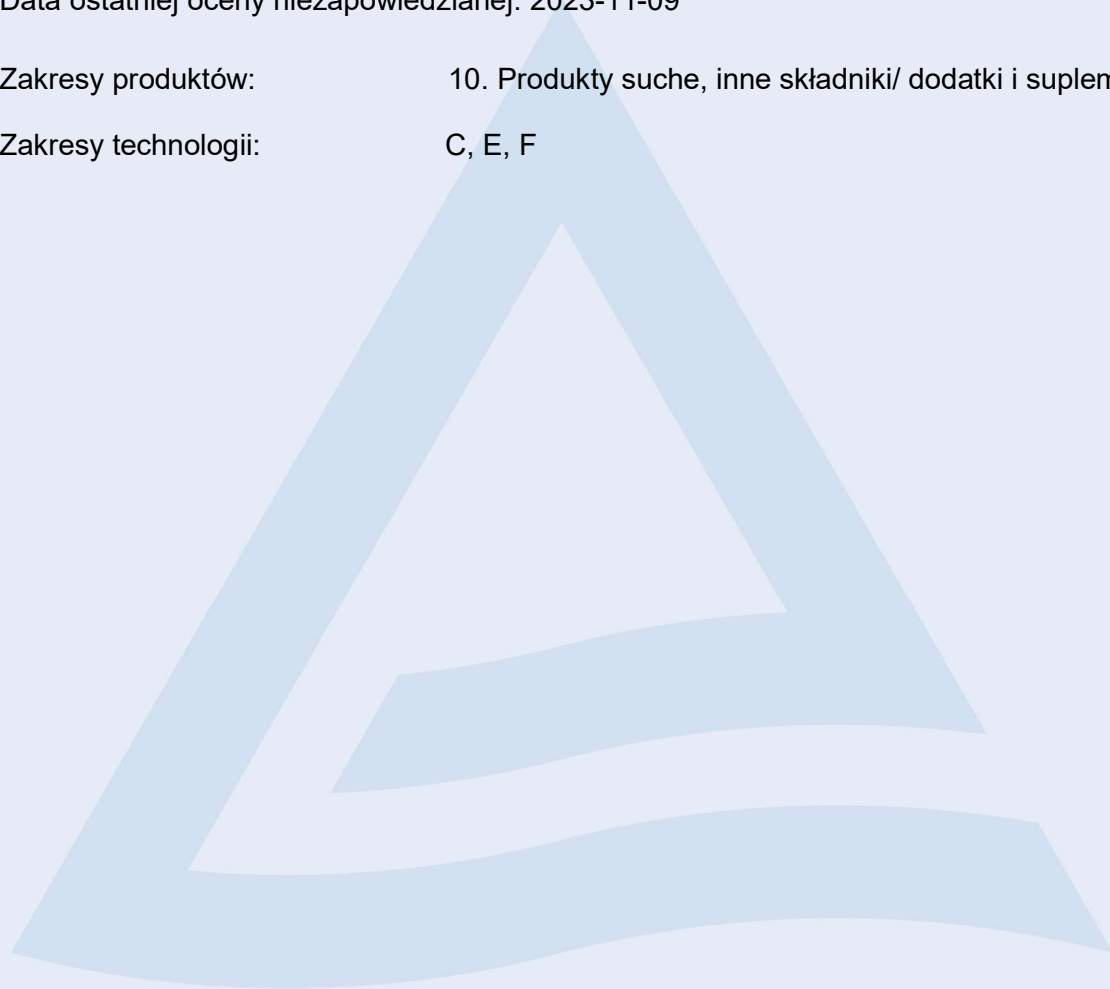 Data ostatniej oceny niezapowiedzianej: 2023-11-09
Zakresy produktów: 10. Produkty suche, inne składniki/ dodatki i suplem
Zakresy technologii: C, E, F